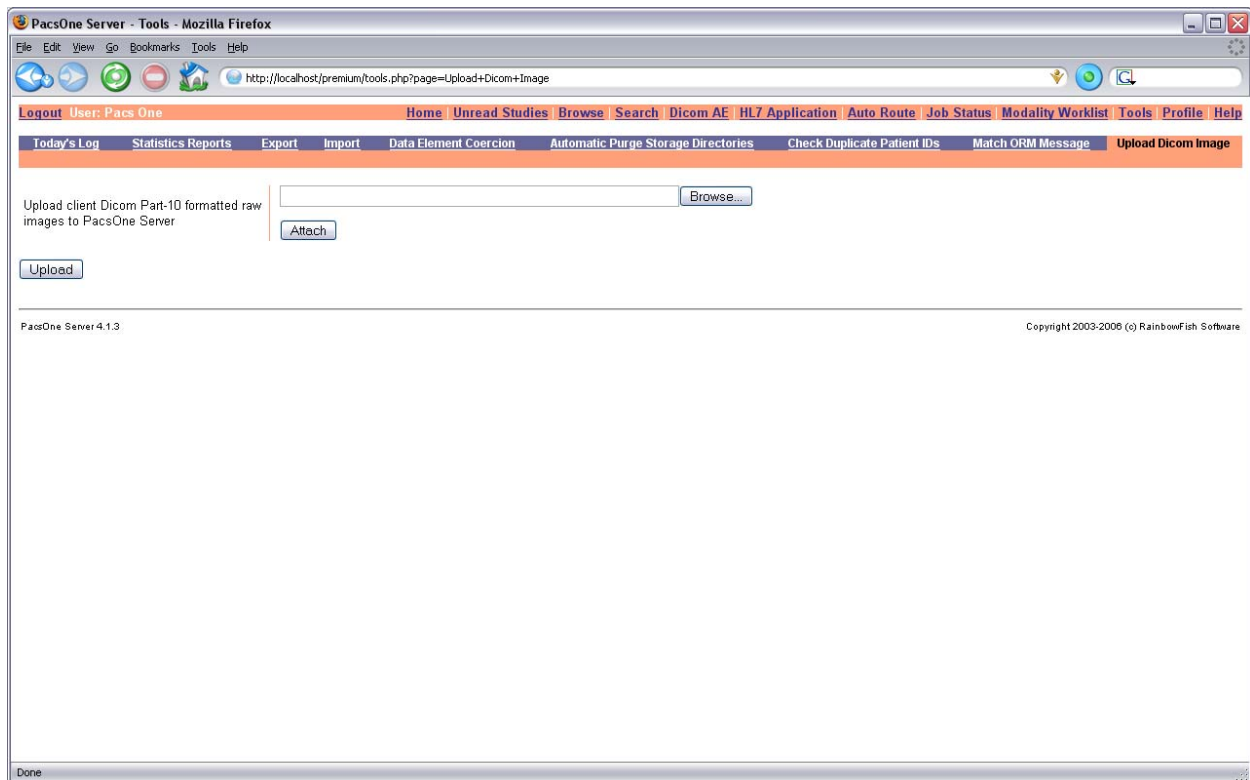 PacsOne Server - Tools - Mozilla Firefox
File Edit View Go Bookmarks Tools Help
http://localhost/premium/tools.php?page=Upload+Dicom+Image
G
Logout User: Pacs One Home Unread Studies Browse Search Dicom AE HL7 Application Auto Route Job Status Modality Worklist Tools Profile Help
Today's Log Statistics Reports Export Import Data Element Coercion Automatic Purge Storage Directories Check Duplicate Patient IDs Match ORM Message Upload Dicom Image
Browse...
Upload client Dicom Part-10 formatted raw
images to PacsOne Server
Attach
Upload
PacsOne Server 4.1.3 Copyright 2003-2006 (c) RainbowFish Software
Done